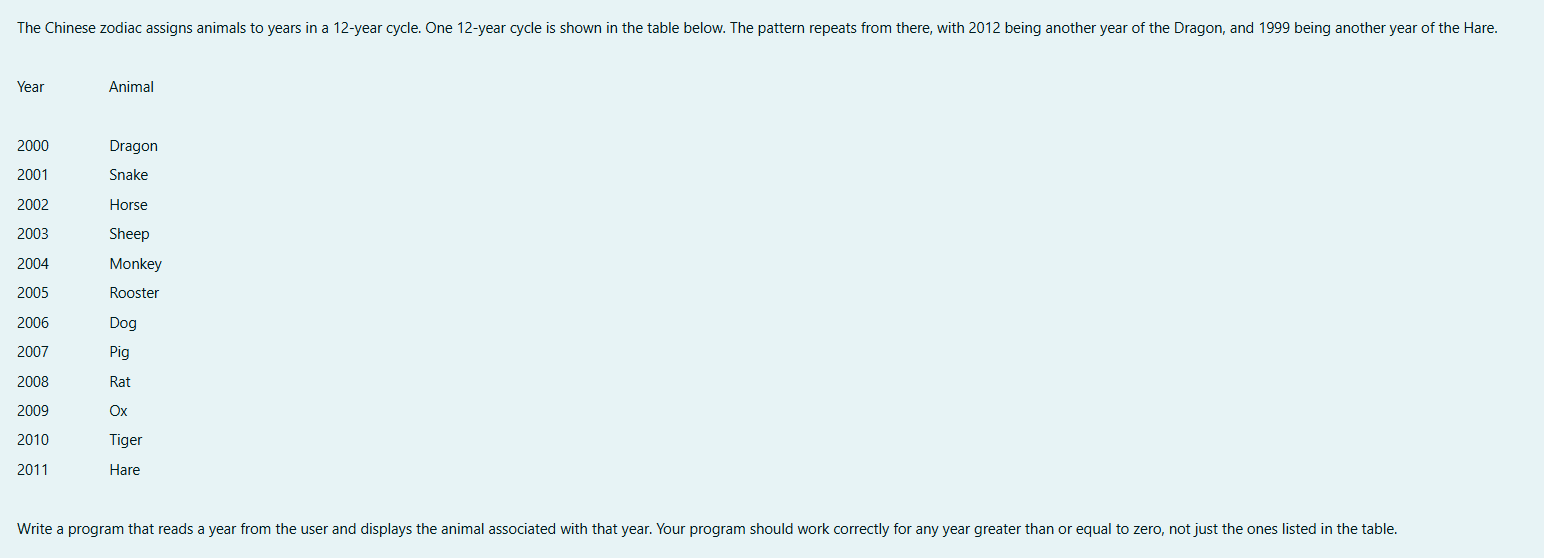 The Chinese zodiac assigns animals to years in a 12-year cycle. One 12-year cycle is shown in the table below. The pattern repeats from there, with 2012 being another year of the Dragon, and 1999 being another year of the Hare.
Year Animal
2000 Dragon
2001 Snake
2002 Horse
2003 Sheep
2004 Monkey
2005 Rooster
2006 Dog
2007 Pig
2008 Rat
2009 Ox
2010 Tiger
2011 Hare
Write a program that reads a year from the user and displays the animal associated with that year. Your program should work correctly for any year greater than or equal to zero, not just the ones listed in the table.